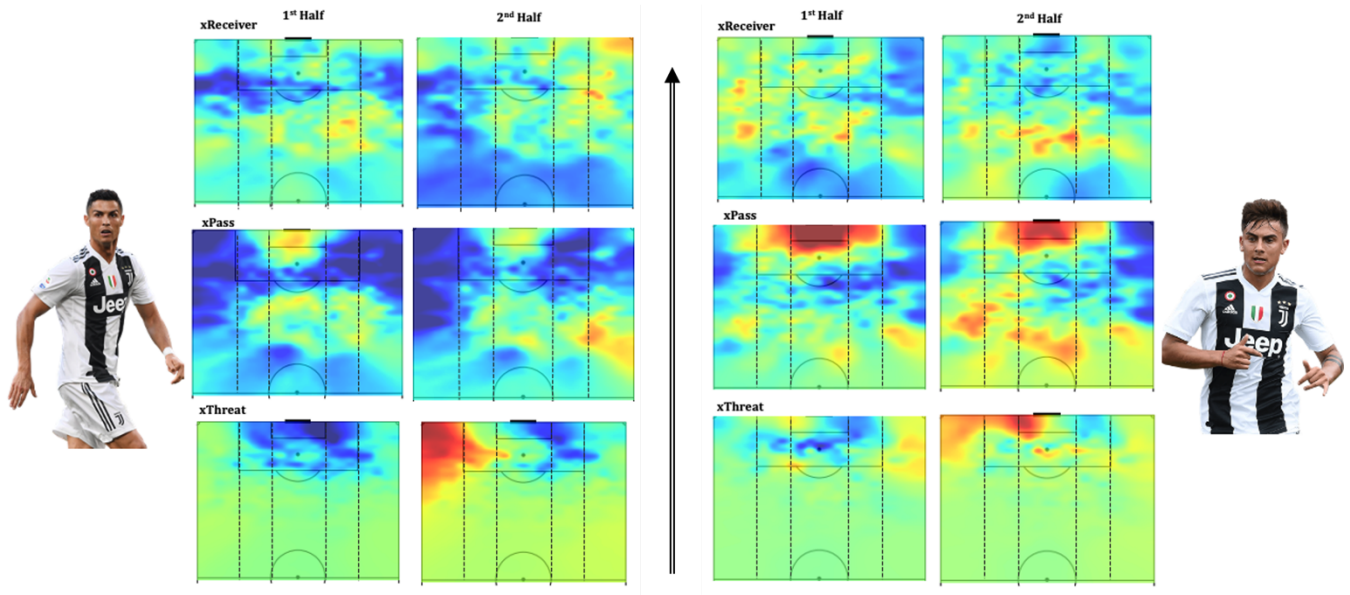 1st Half
2nd Half
xReceiver
xPass
xThreat
Jeep
1st Half
2nd Half
xReceiver
xPass
xThreat
Jeep